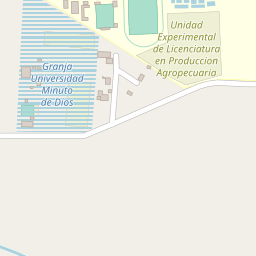 Unidad
Experimental
de Licenciatura
en Produccion
Agropecuaria
Granja
Universidad
Minuto
de Dios